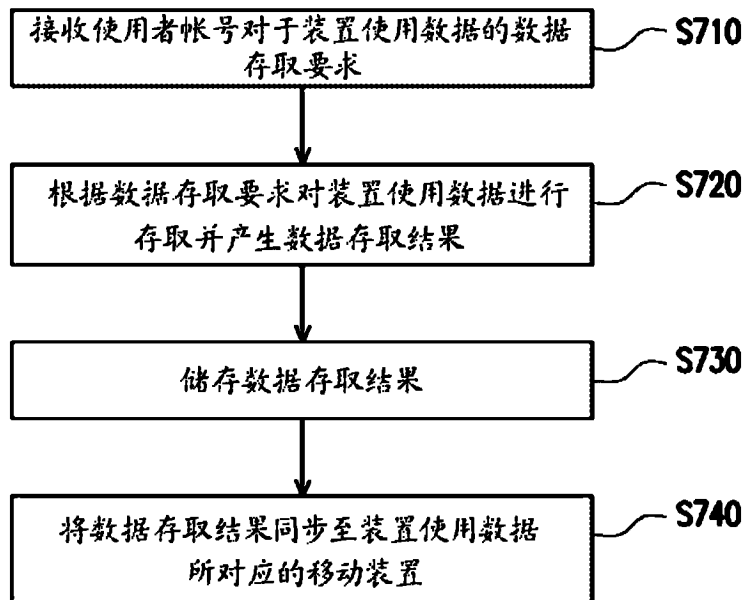 接收使用者帐号对于装置使用数据的数据
存取要求
S710
根据数据存取要求对装置使用数据进行
存取并产生数据存取结果
S720
储存数据存取结果
S730
将数据存取结果同步至装置使用数据
所对应的移动装置
S740